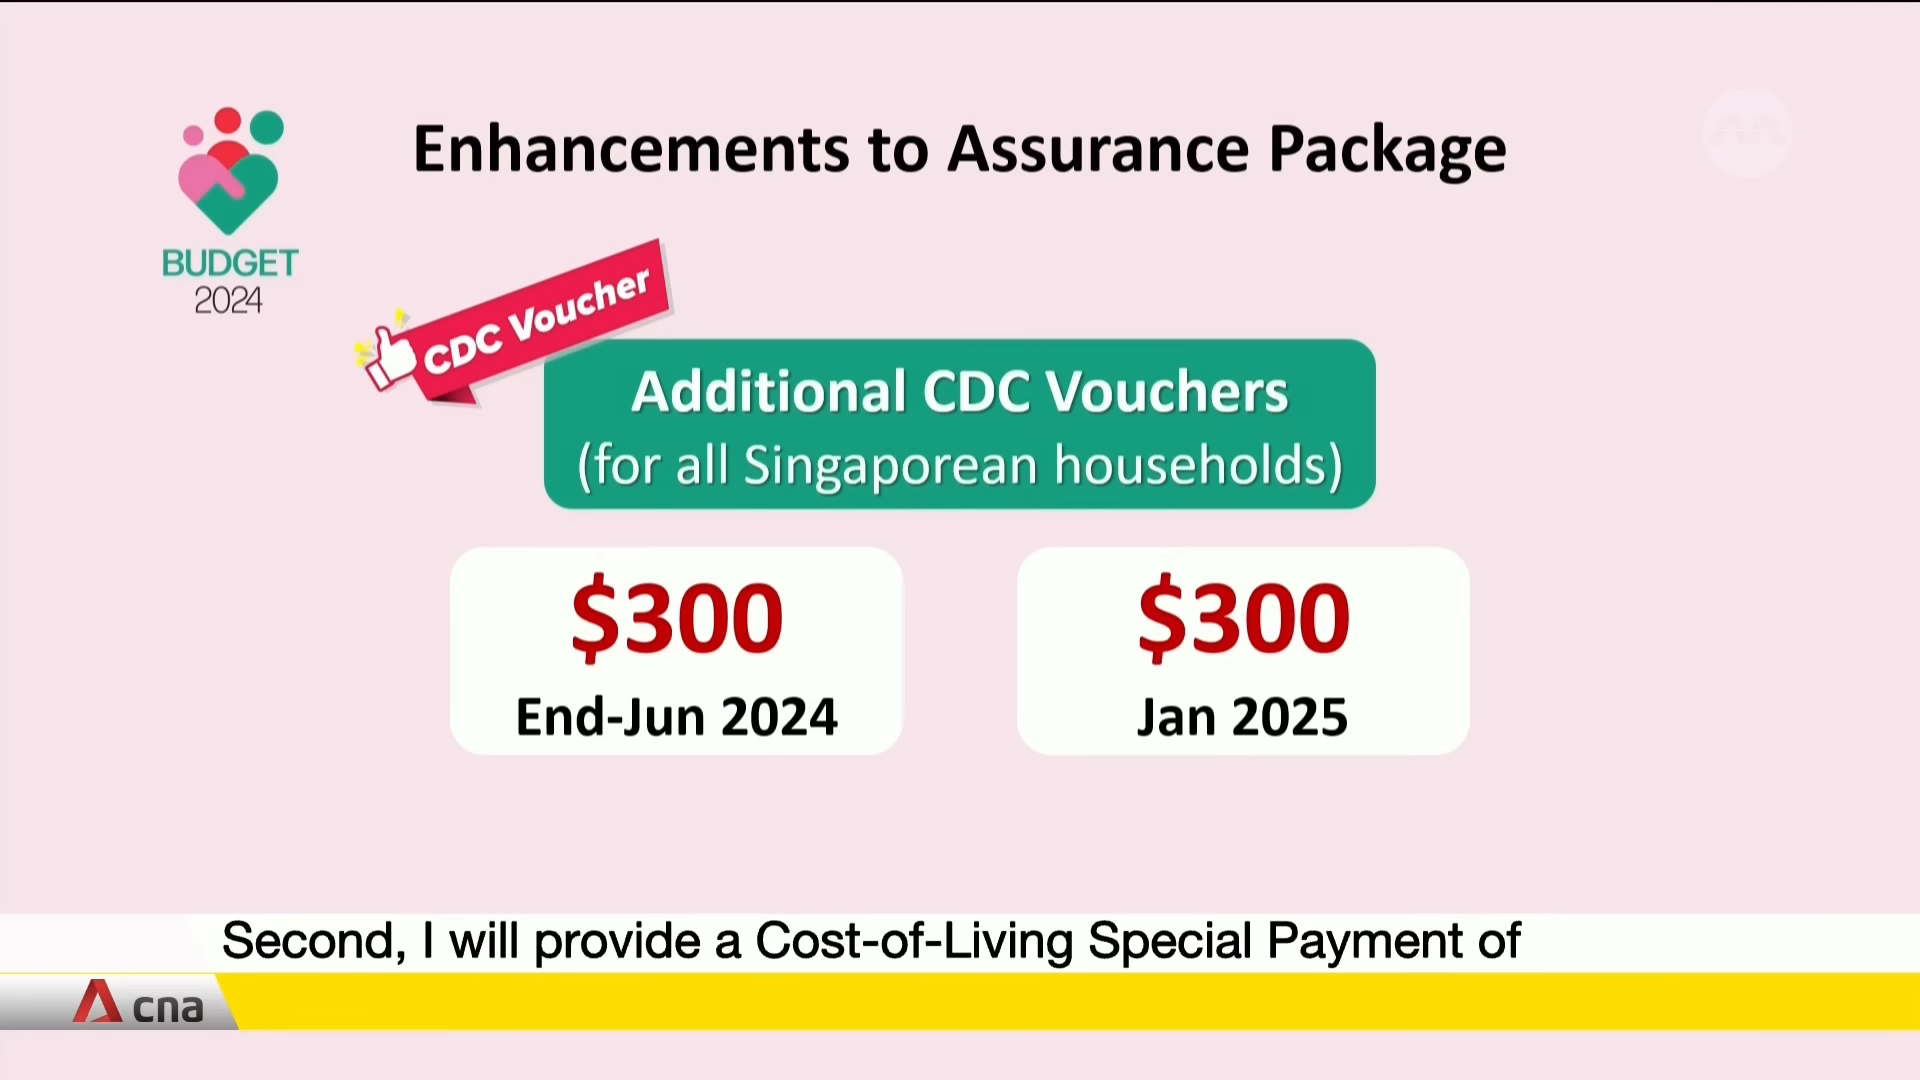 Enhancements to Assurance Package
BUDGET
2024
CDC Voucher
Additional CDC Vouchers
(for all Singaporean households)
$300
End-Jun 2024
$300
Jan 2025
Second, I will provide a Cost-of-Living Special Payment of
cna